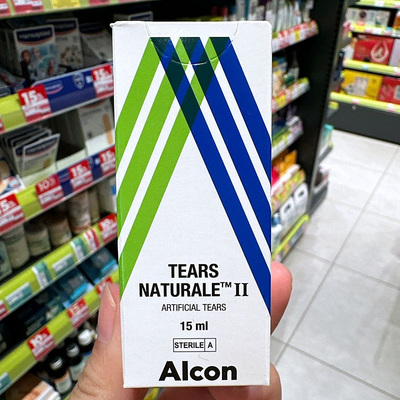 TEARS
NATURALE™ II
ARTIFICIAL TEARS
15 ml
STERILE A
Alcon